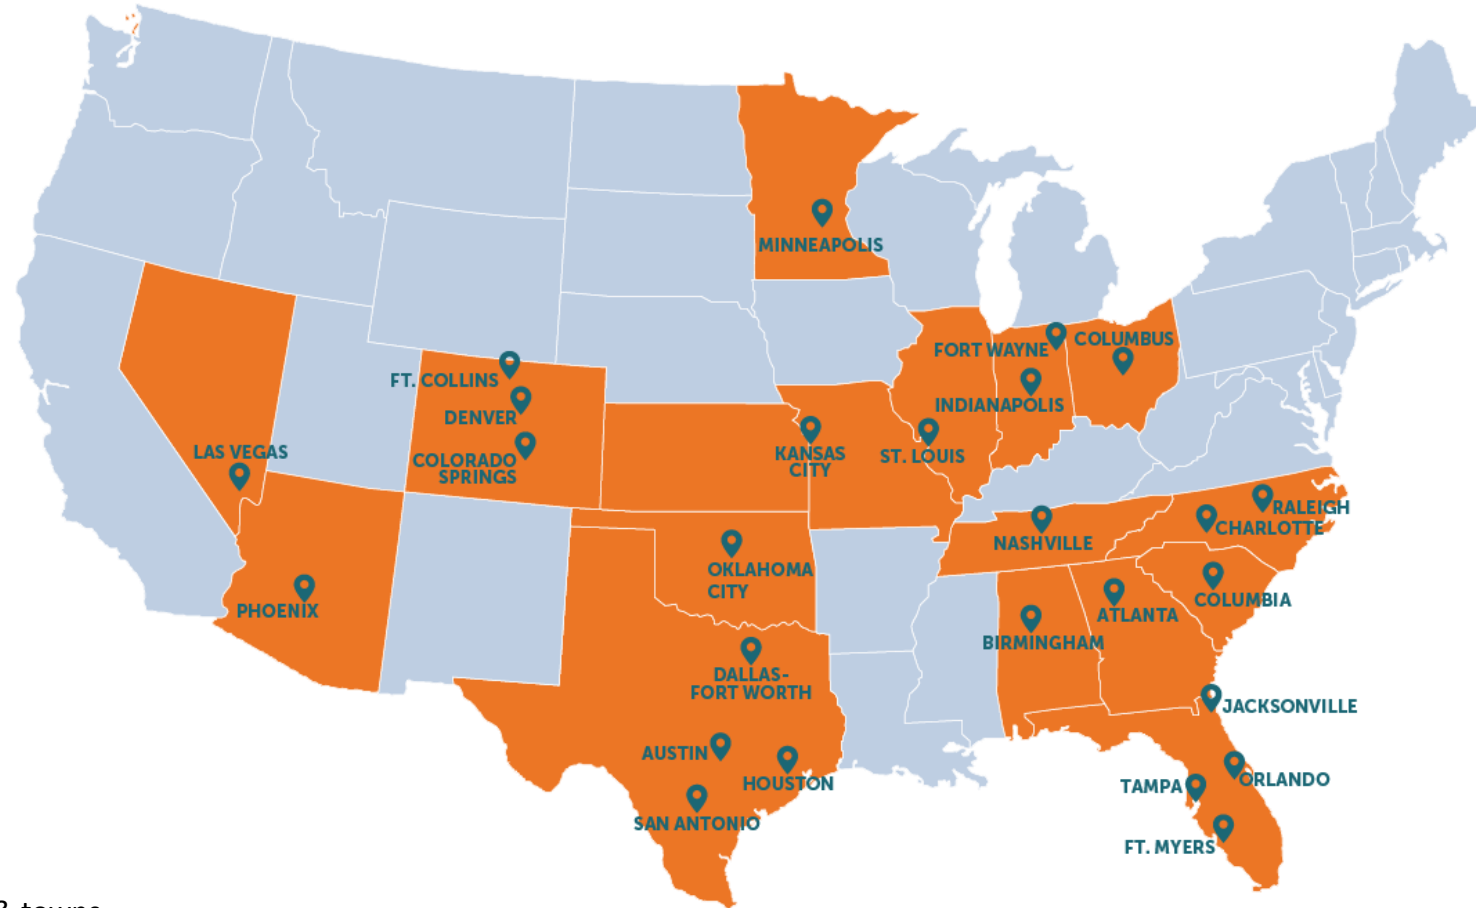 MINNEAPOLIS
FORT WAYNE
COLUMBUS
FT. COLLINS
INDIANAPOLIS
DENVER
LAS VEGAS
COLORADO
SPRINGS
KANSAS
CITY
ST. LOUIS
RALEIGH
CHARLOTTE
NASHVILLE
OKLAHOMA
CITY
PHOENIX
COLUMBIA
ATLANTA
BIRMINGHAM
DALLAS-
FORT WORTH
JACKSONVILLE
AUSTIN
HOUSTON
ORLANDO
TAMPA
SAN ANTONIO
FT. MYERS